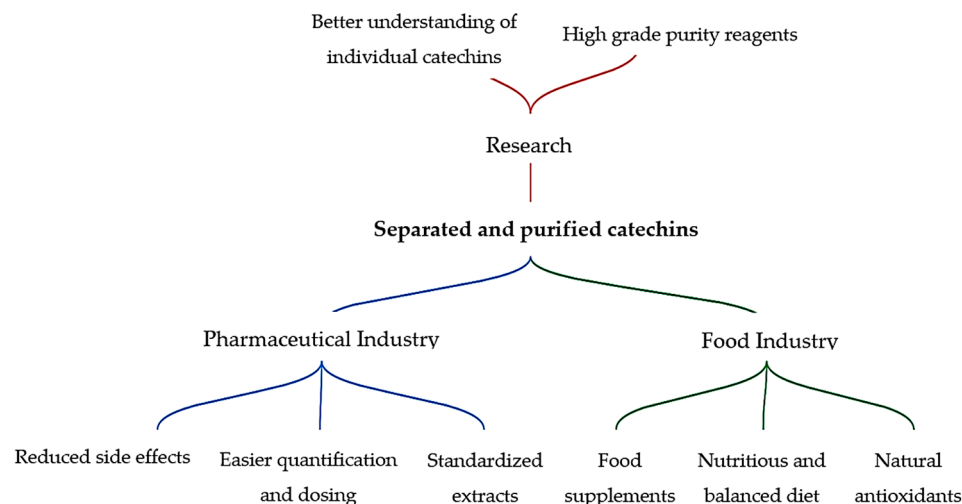 Better understanding of
individual catechins
High grade purity reagents
Research
Separated and purified catechins
Pharmaceutical Industry
Food Industry
Reduced side effects
Easier quantification
and dosing
Standardized
extracts
Food
supplements
Nutritious and
balanced diet
Natural
antioxidants